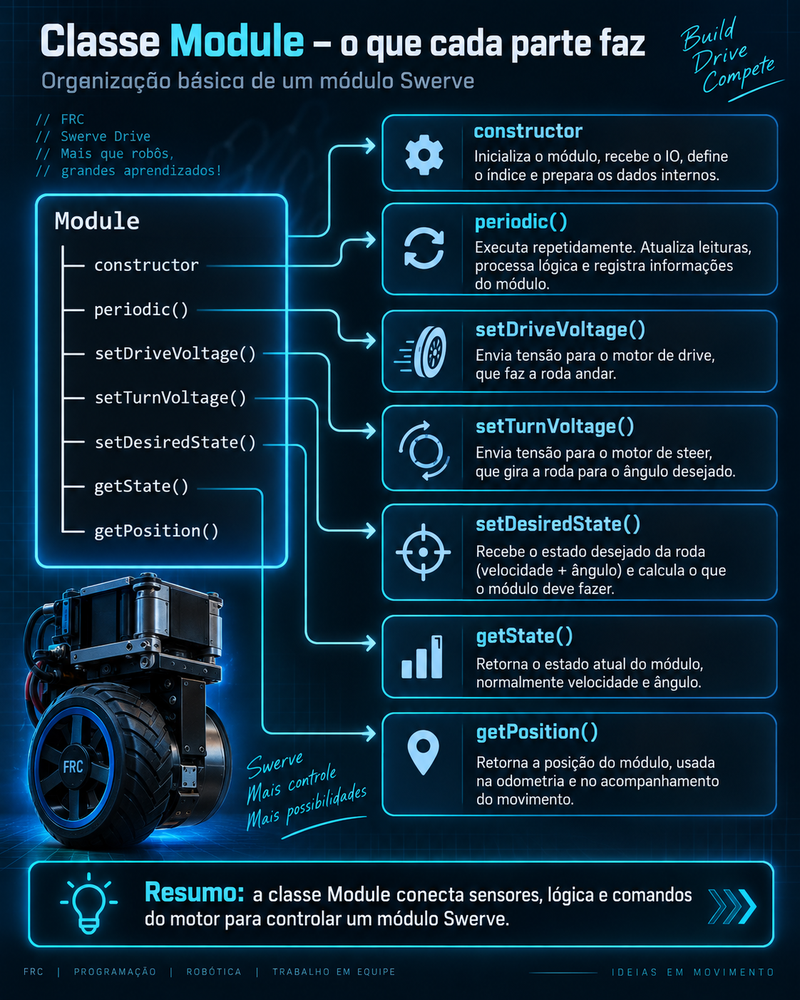 Classe Module – o que cada parte faz
Organização básica de um módulo Swerve
Build
Drive
Compete
// FRC
// Swerve Drive
// Mais que robôs,
// grandes aprendizados!
Module
constructor
periodic()
setDriveVoltage()
setTurnVoltage()
setDesiredState()
getState()
getPosition()
constructor
Inicializa o módulo, recebe o IO, define
o índice e prepara os dados internos.
periodic()
Executa repetidamente. Atualiza leituras,
processa lógica e registra informações
do módulo.
setDriveVoltage()
Envia tensão para o motor de drive,
que faz a roda andar.
setTurnVoltage()
Envia tensão para o motor de steer,
que gira a roda para o ângulo desejado.
setDesiredState()
Recebe o estado desejado da roda
(velocidade + ângulo) e calcula o que
o módulo deve fazer.
getState()
Retorna o estado atual do módulo,
normalmente velocidade e ângulo.
getPosition()
Retorna a posição do módulo, usada
na odometria e no acompanhamento
do movimento.
FRC
Swerve
Mais controle
Mais possibilidades
Resumo: a classe Module conecta sensores, lógica e comandos
do motor para controlar um módulo Swerve.
FRC | PROGRAMAÇÃO | ROBÓTICA | TRABALHO EM EQUIPE
IDEIAS EM MOVIMENTO